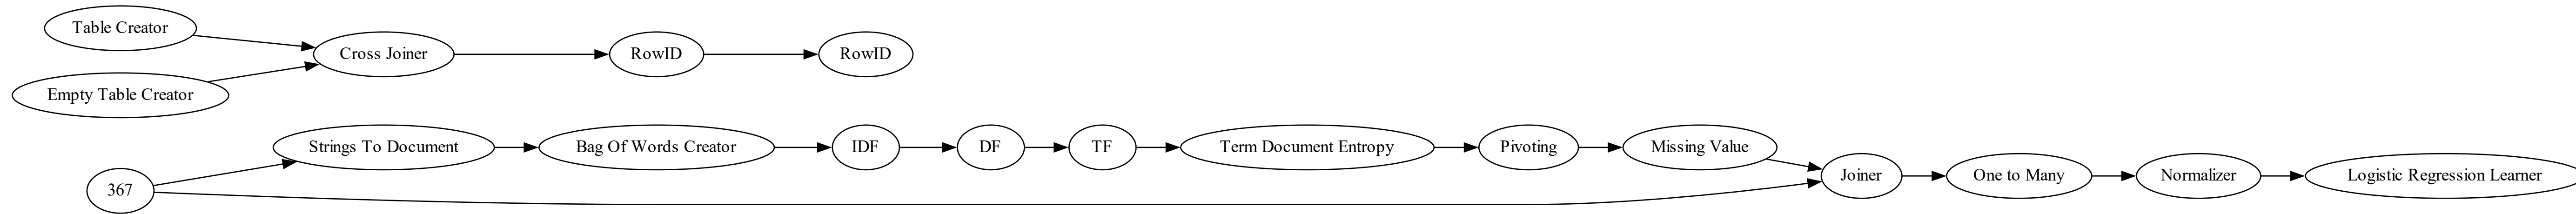 Table Creator
Empty Table Creator
Cross Joiner
RowID
RowID
367
Strings To Document
Bag Of Words Creator
IDF
DF
TF
Term Document Entropy
Pivoting
Missing Value
Joiner
One to Many
Normalizer
Logistic Regression Learner